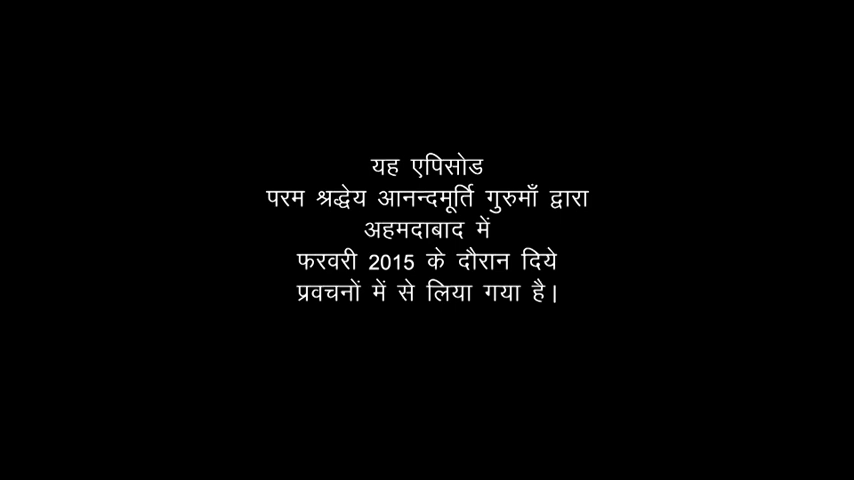 यह एपिसोड
परम श्रद्धेय आनन्दमूर्ति गुरुमाँ द्वारा
अहमदाबाद में
फरवरी 2015 के दौरान दिये
प्रवचनों में से लिया गया है।